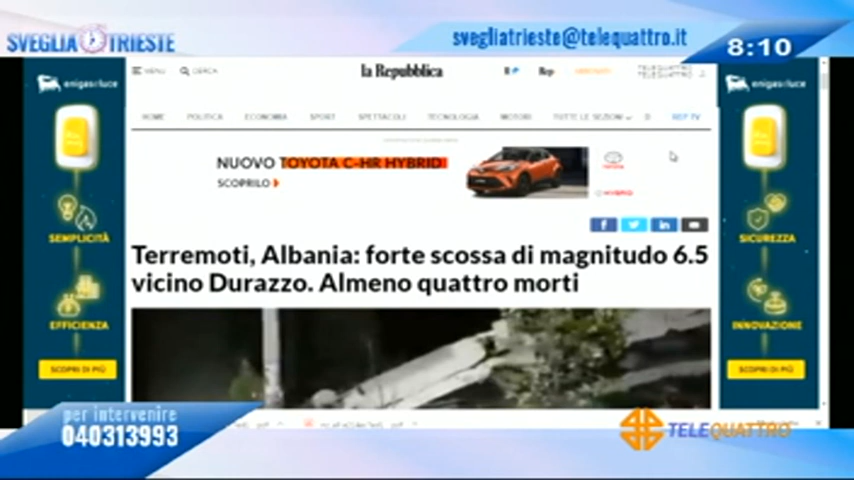 SVEGLIA TRIESTE
svegliatrieste@telequattro.it
8:10
enigaseluce
MENU
CERCA
la Repubblica
Rep
enigaseluce
HOME
POLITICA
ECONOMIA
SPORT
SPETTACOLI
TECNOLOGIA
MOTORI
TUTTE LE SEZIONI
D
REP TV
NUOVO TOYOTA C-HR HYBRID
SCOPRILO
HYBRID
SEMPLICITÀ
SICUREZZA
Terremoti, Albania: forte scossa di magnitudo 6.5
vicino Durazzo. Almeno quattro morti
EFFICIENZA
INNOVAZIONE
SCOPRI DI PIÙ
SCOPRI DI PIÙ
per intervenire
040313993
TELEQUATTRO